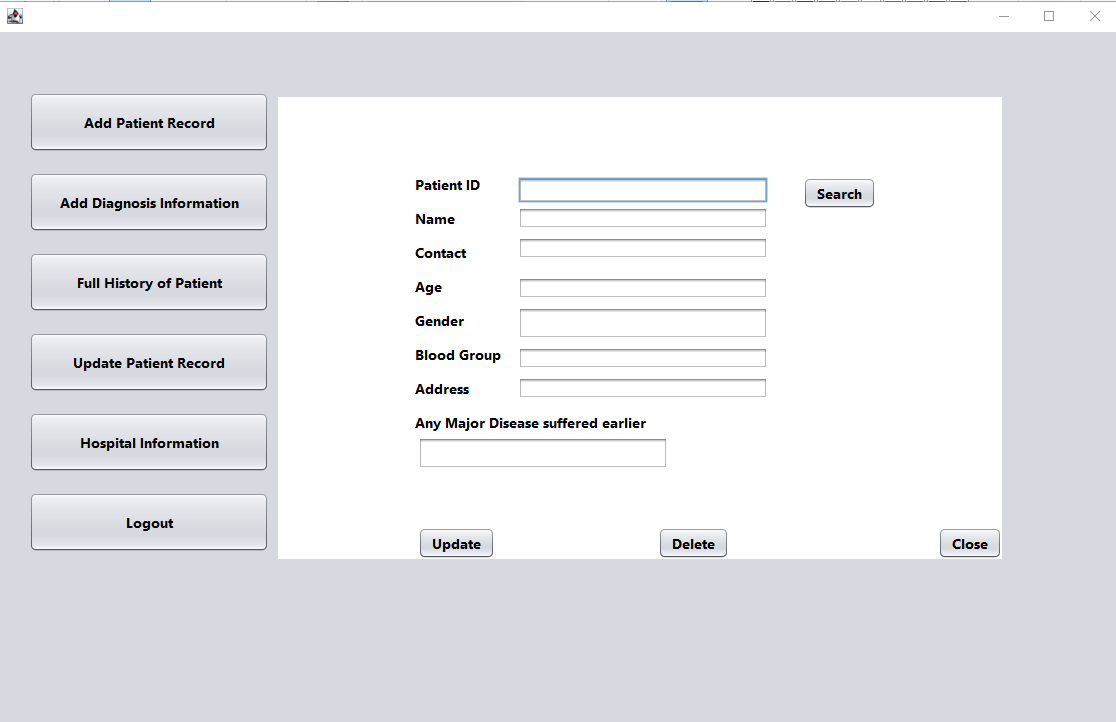 Add Patient Record
Add Diagnosis Information
Full History of Patient
Update Patient Record
Hospital Information
Logout
Patient ID
Search
Name
Contact
Age
Gender
Blood Group
Address
Any Major Disease suffered earlier
Update Delete Close